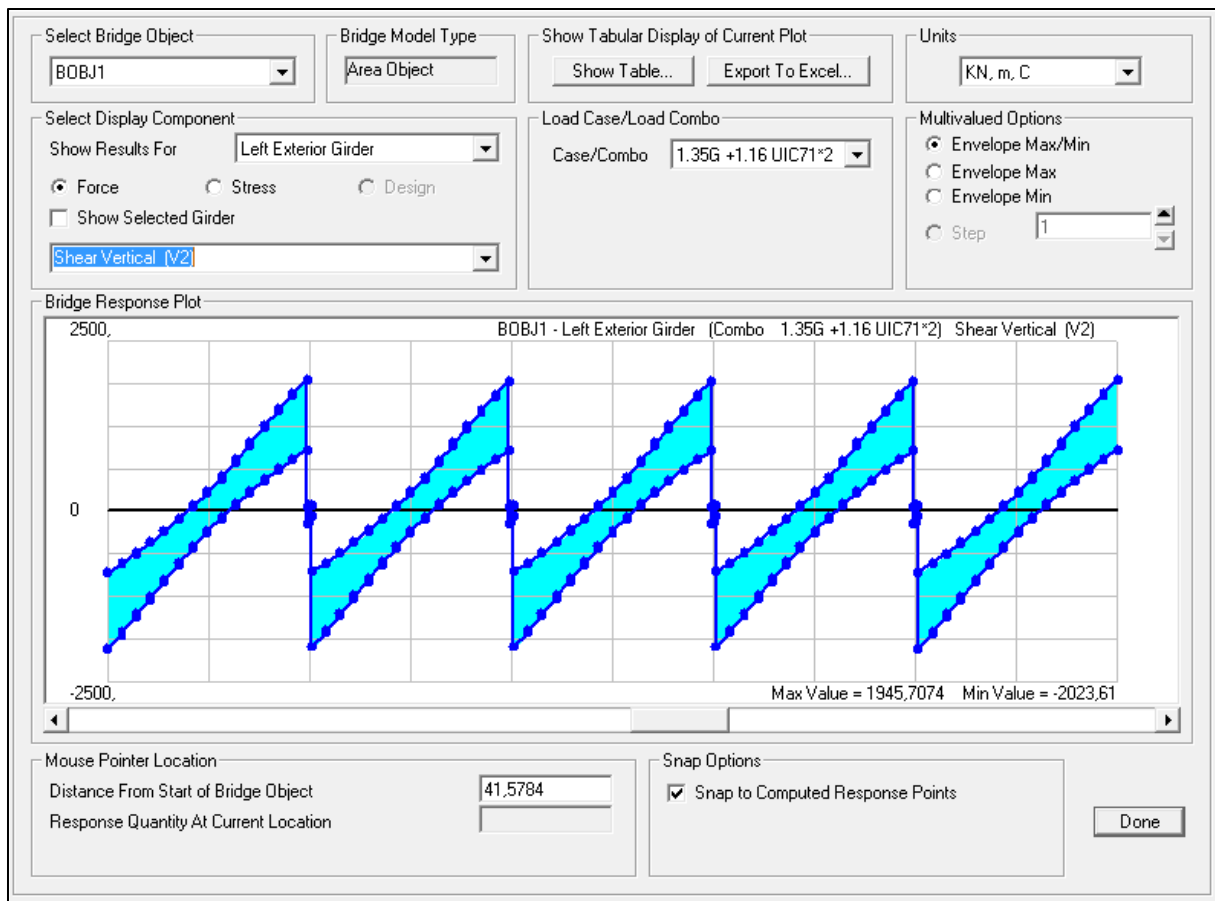 Select Bridge Object
BOBJ1
Bridge Model Type
Area Object
Show Tabular Display of Current Plot
Show Table...
Export To Excel...
Units
KN, m, C
Select Display Component
Show Results For
Left Exterior Girder
Force
Stress
Design
Show Selected Girder
Shear Vertical (V2)
Load Case/Load Combo
Case/Combo
1.35G +1.16 UIC71*2
Multivalued Options
Envelope Max/Min
Envelope Max
Envelope Min
Step
1
Bridge Response Plot
2500,
BOBJ1 - Left Exterior Girder (Combo 1.35G +1.16 UIC71*2) Shear Vertical (V2)
0
-2500,
Max Value = 1945,7074 Min Value = -2023,61
Mouse Pointer Location
Distance From Start of Bridge Object
41,5784
Response Quantity At Current Location
Snap Options
Snap to Computed Response Points
Done